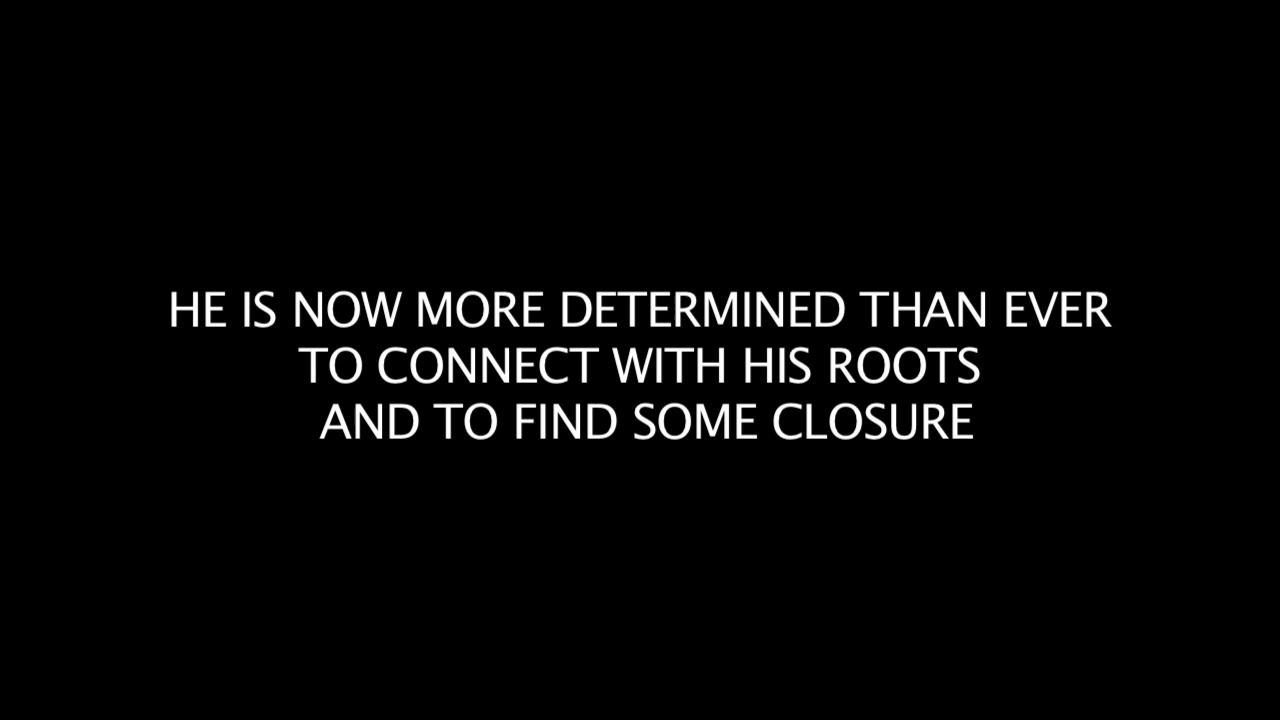 HE IS NOW MORE DETERMINED THAN EVER
TO CONNECT WITH HIS ROOTS
AND TO FIND SOME CLOSURE